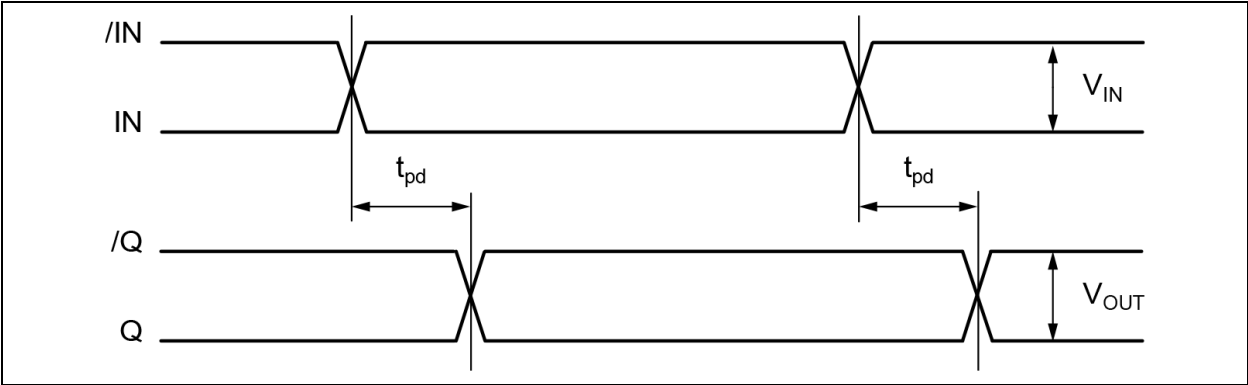 /IN
IN
V_IN
t_pd
t_pd
/Q
Q
V_OUT